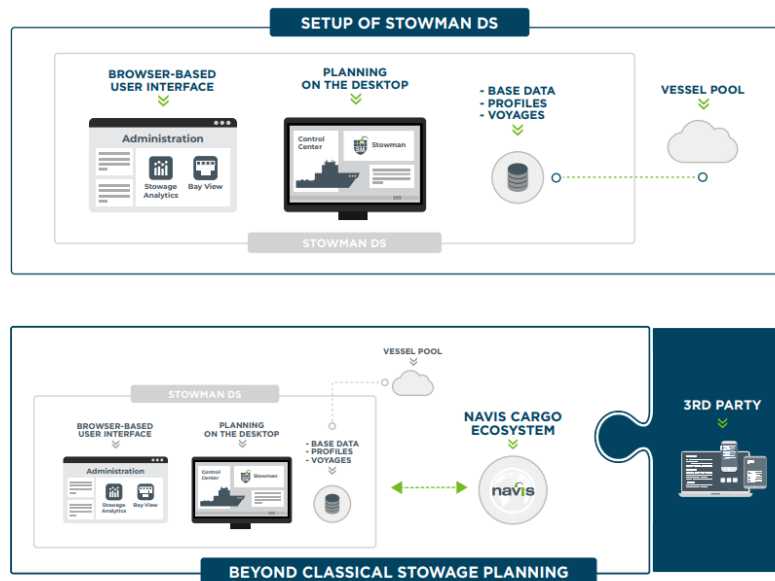 SETUP OF STOWMAN DS
BROWSER-BASED
USER INTERFACE
PLANNING
ON THE DESKTOP
- BASE DATA
- PROFILES
- VOYAGES
VESSEL POOL
Administration
Stowage
Analytics
Bay View
Control
Center
Stowman
STOWMAN DS
VESSEL POOL
STOWMAN DS
BROWSER-BASED
USER INTERFACE
PLANNING
ON THE DESKTOP
- BASE DATA
- PROFILES
- VOYAGES
NAVIS CARGO
ECOSYSTEM
3RD PARTY
Administration
Stowage
Analytics
Bay View
Control
Center
Stowman
navis
BEYOND CLASSICAL STOWAGE PLANNING